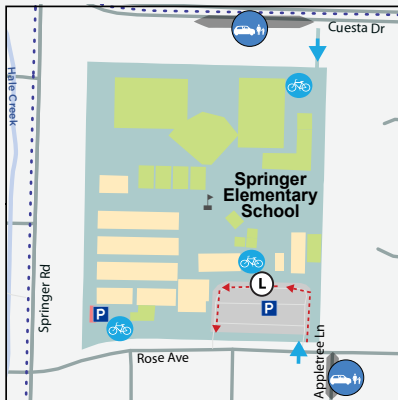 Cuesta Dr
Hale Creek
Springer
Elementary
School
Springer Rd
L
P
P
Rose Ave
Appletree Ln